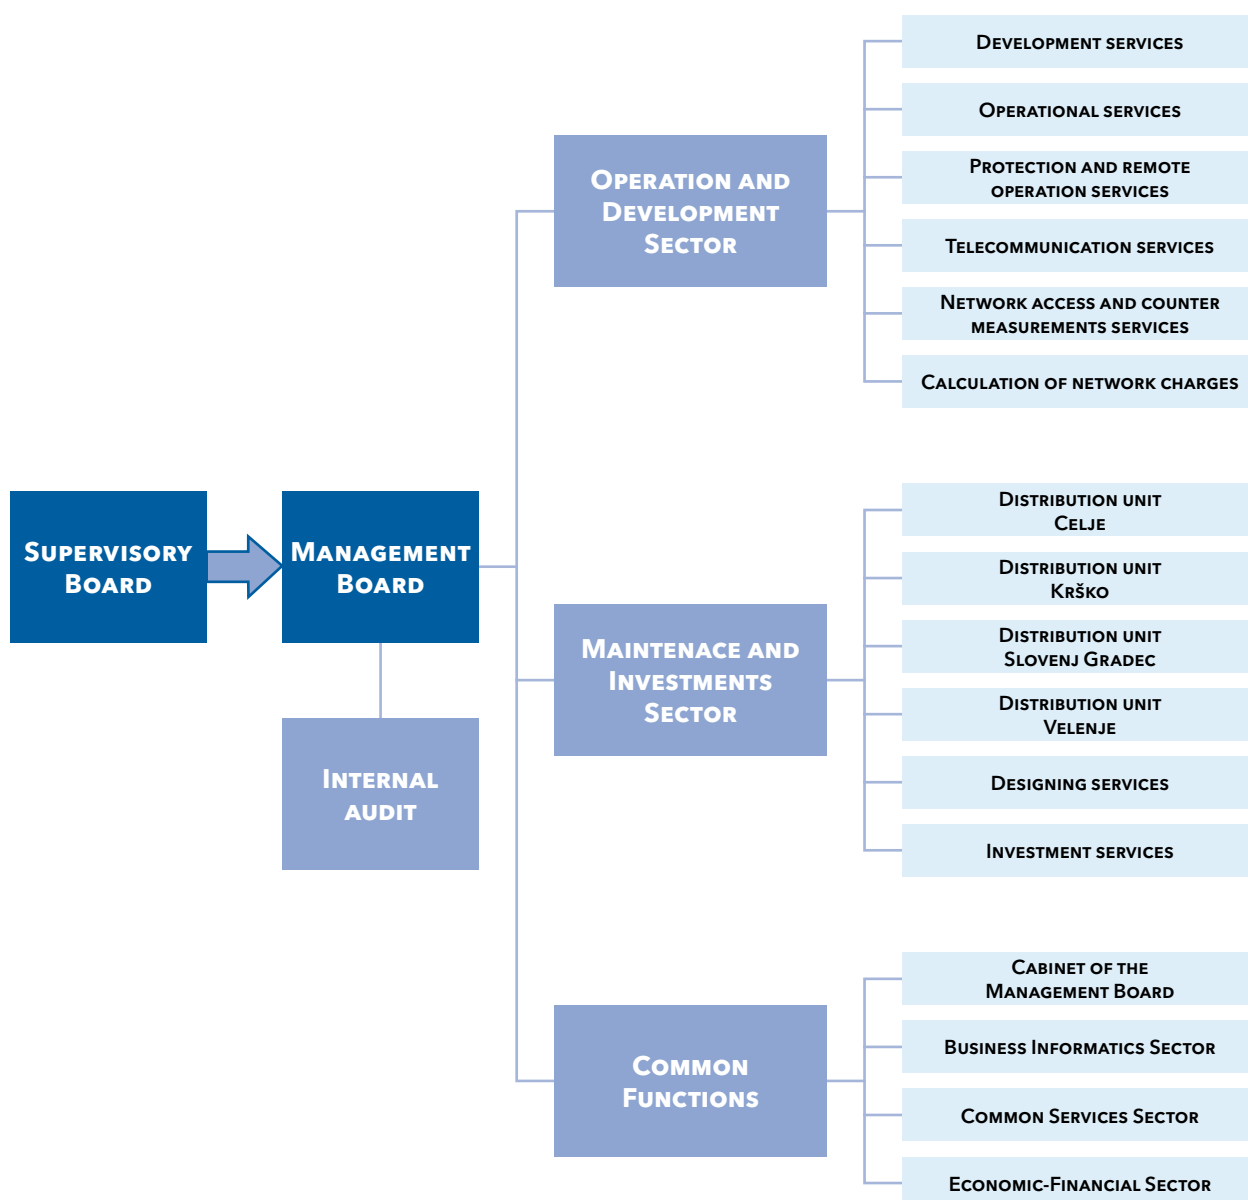 Supervisory
Board
Management
Board
Internal
audit
Operation and
Development
Sector
Development services
Operational services
Protection and remote
operation services
Telecommunication services
Network access and counter
measurements services
Calculation of network charges
Maintenace and
Investments
Sector
Distribution unit
Celje
Distribution unit
Krško
Distribution unit
Slovenj Gradec
Distribution unit
Velenje
Designing services
Investment services
Common
Functions
Cabinet of the
Management Board
Business Informatics Sector
Common Services Sector
Economic-Financial Sector